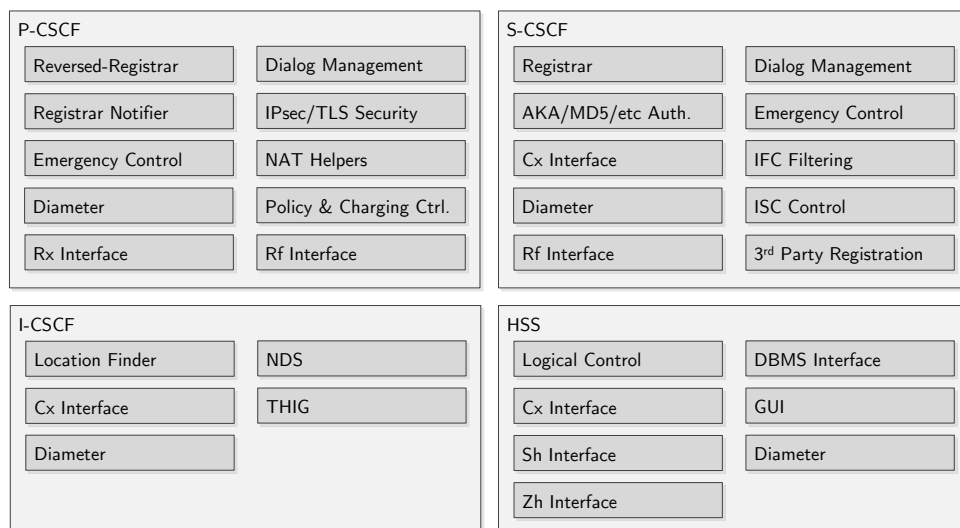 P-CSCF
Reversed-Registrar
Dialog Management
Registrar Notifier
IPsec/TLS Security
Emergency Control
NAT Helpers
Diameter
Policy & Charging Ctrl.
Rx Interface
Rf Interface
S-CSCF
Registrar
Dialog Management
AKA/MD5/etc Auth.
Emergency Control
Cx Interface
IFC Filtering
Diameter
ISC Control
Rf Interface
3rd Party Registration
I-CSCF
Location Finder
NDS
Cx Interface
THIG
Diameter
HSS
Logical Control
DBMS Interface
Cx Interface
GUI
Sh Interface
Diameter
Zh Interface